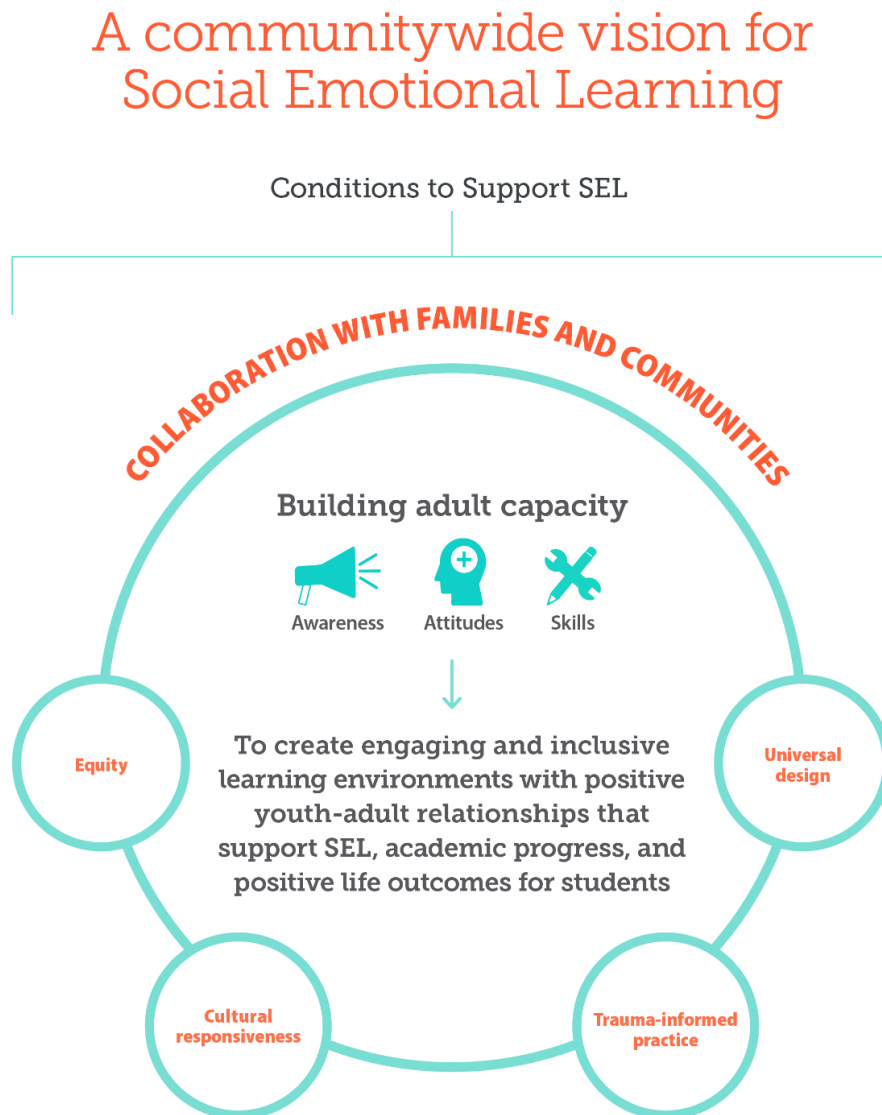 A communitywide vision for
Social Emotional Learning
Conditions to Support SEL
COLLABORATION WITH FAMILIES AND COMMUNITIES
Building adult capacity
Awareness
Attitudes
Skills
To create engaging and inclusive
learning environments with positive
youth-adult relationships that
support SEL, academic progress, and
positive life outcomes for students
Equity
Universal
design
Cultural
responsiveness
Trauma-informed
practice